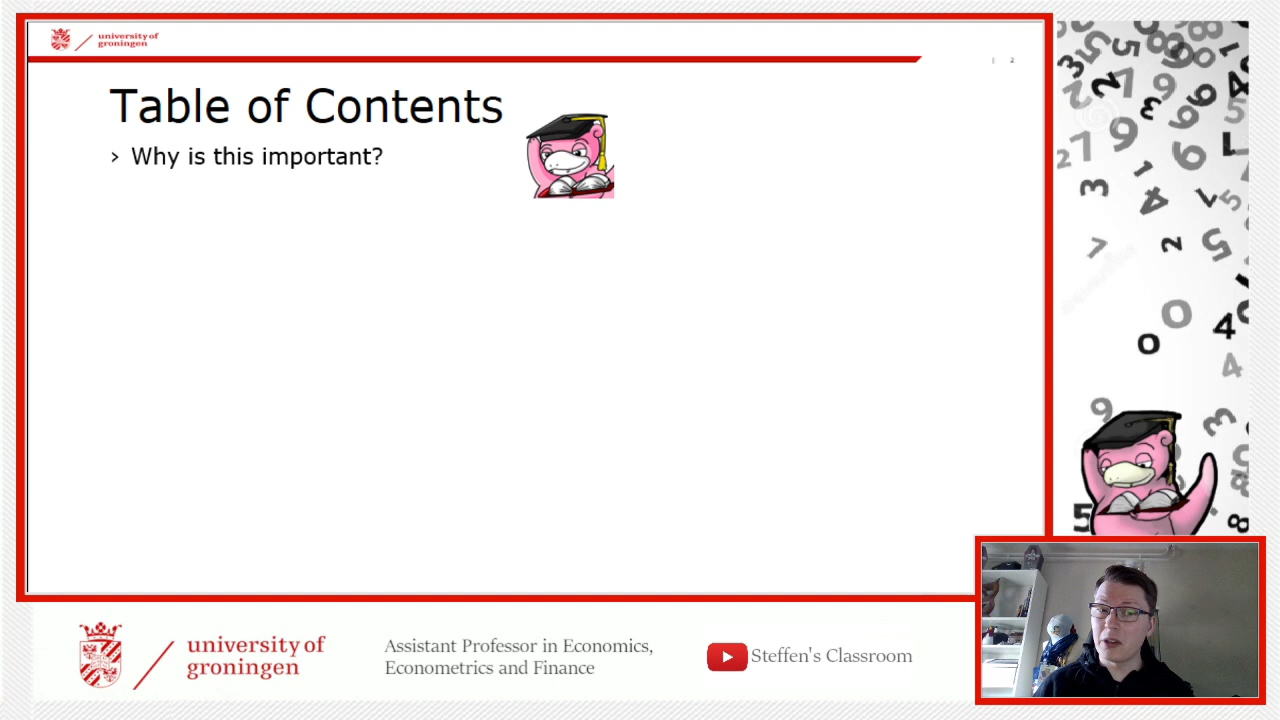 university of
groningen
| 2
Table of Contents
› Why is this important?
university of
groningen
Assistant Professor in Economics,
Econometrics and Finance
Steffen's Classroom